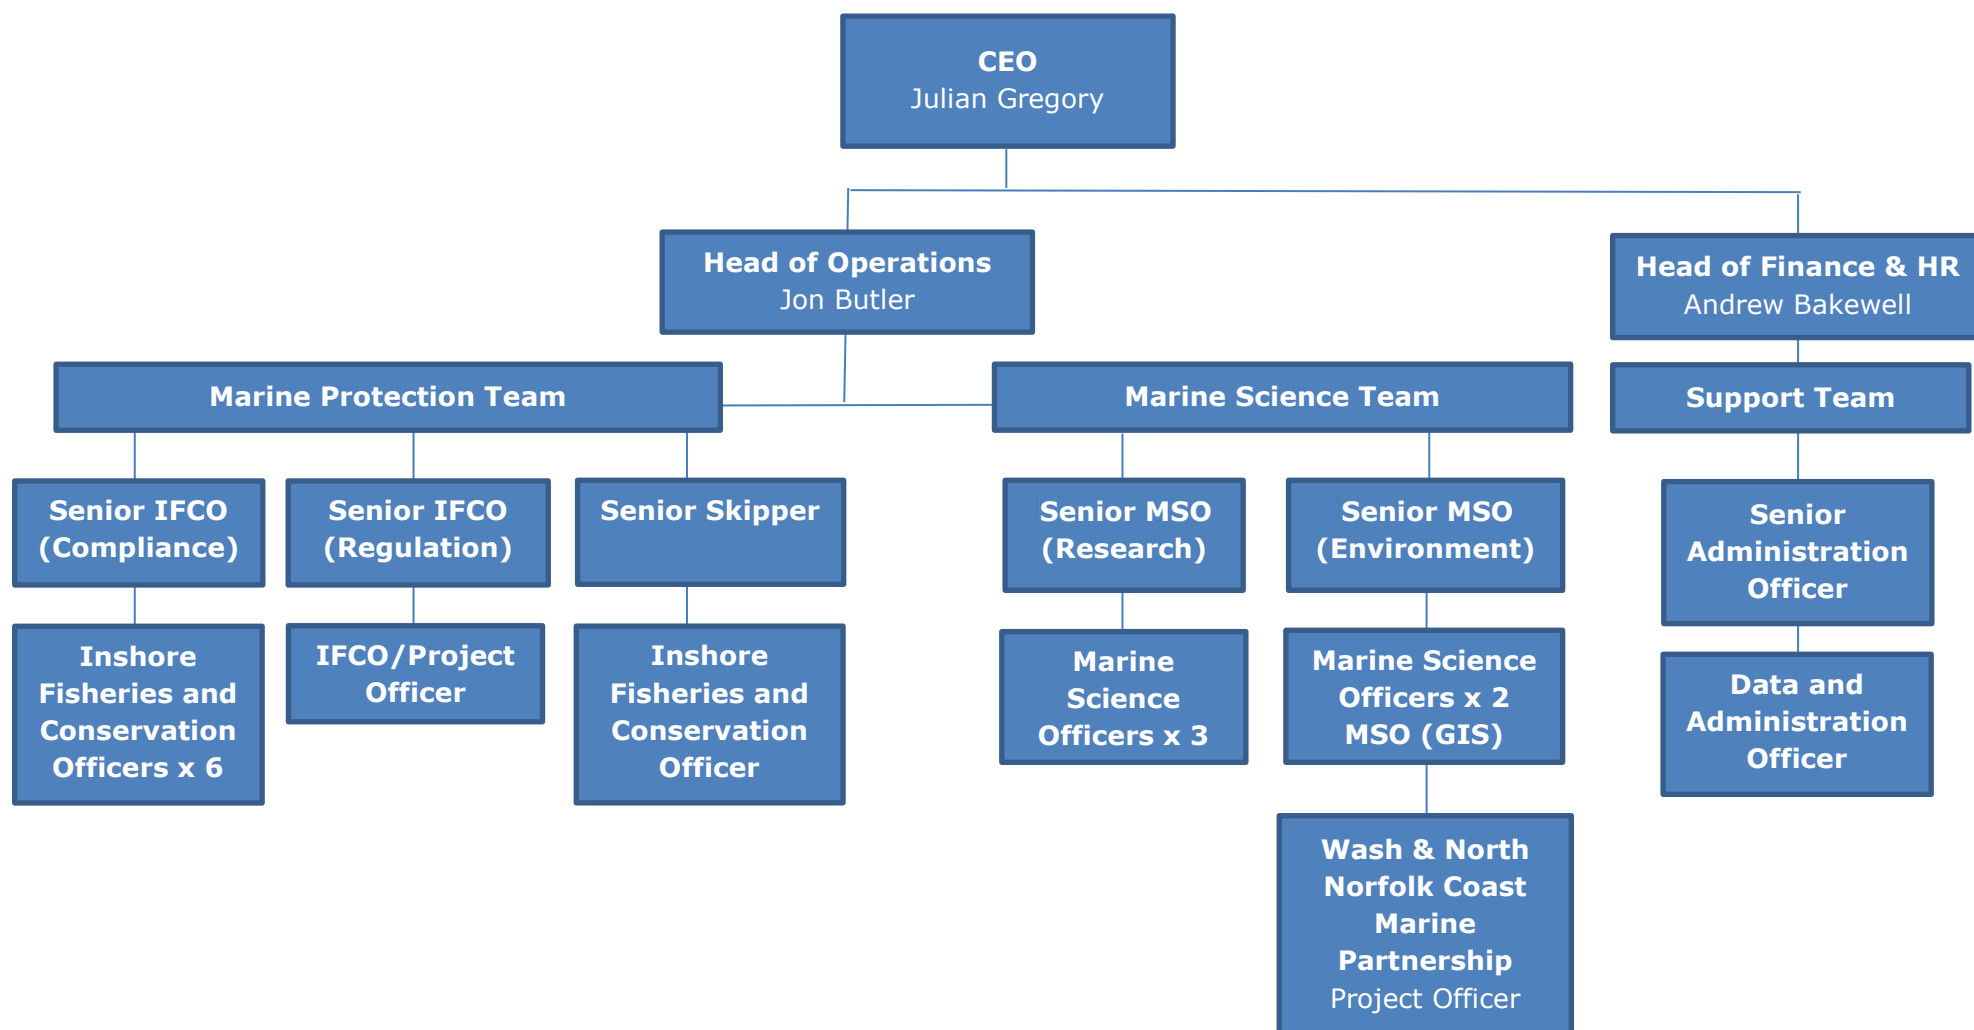 CEO
Julian Gregory
Head of Operations
Jon Butler
Head of Finance & HR
Andrew Bakewell
Marine Protection Team
Marine Science Team
Support Team
Senior IFCO
(Compliance)
Senior IFCO
(Regulation)
Senior Skipper
Senior MSO
(Research)
Senior MSO
(Environment)
Senior
Administration
Officer
Inshore
Fisheries and
Conservation
Officers x 6
IFCO/Project
Officer
Inshore
Fisheries and
Conservation
Officer
Marine
Science
Officers x 3
Marine Science
Officers x 2
MSO (GIS)
Data and
Administration
Officer
Wash & North
Norfolk Coast
Marine
Partnership
Project Officer